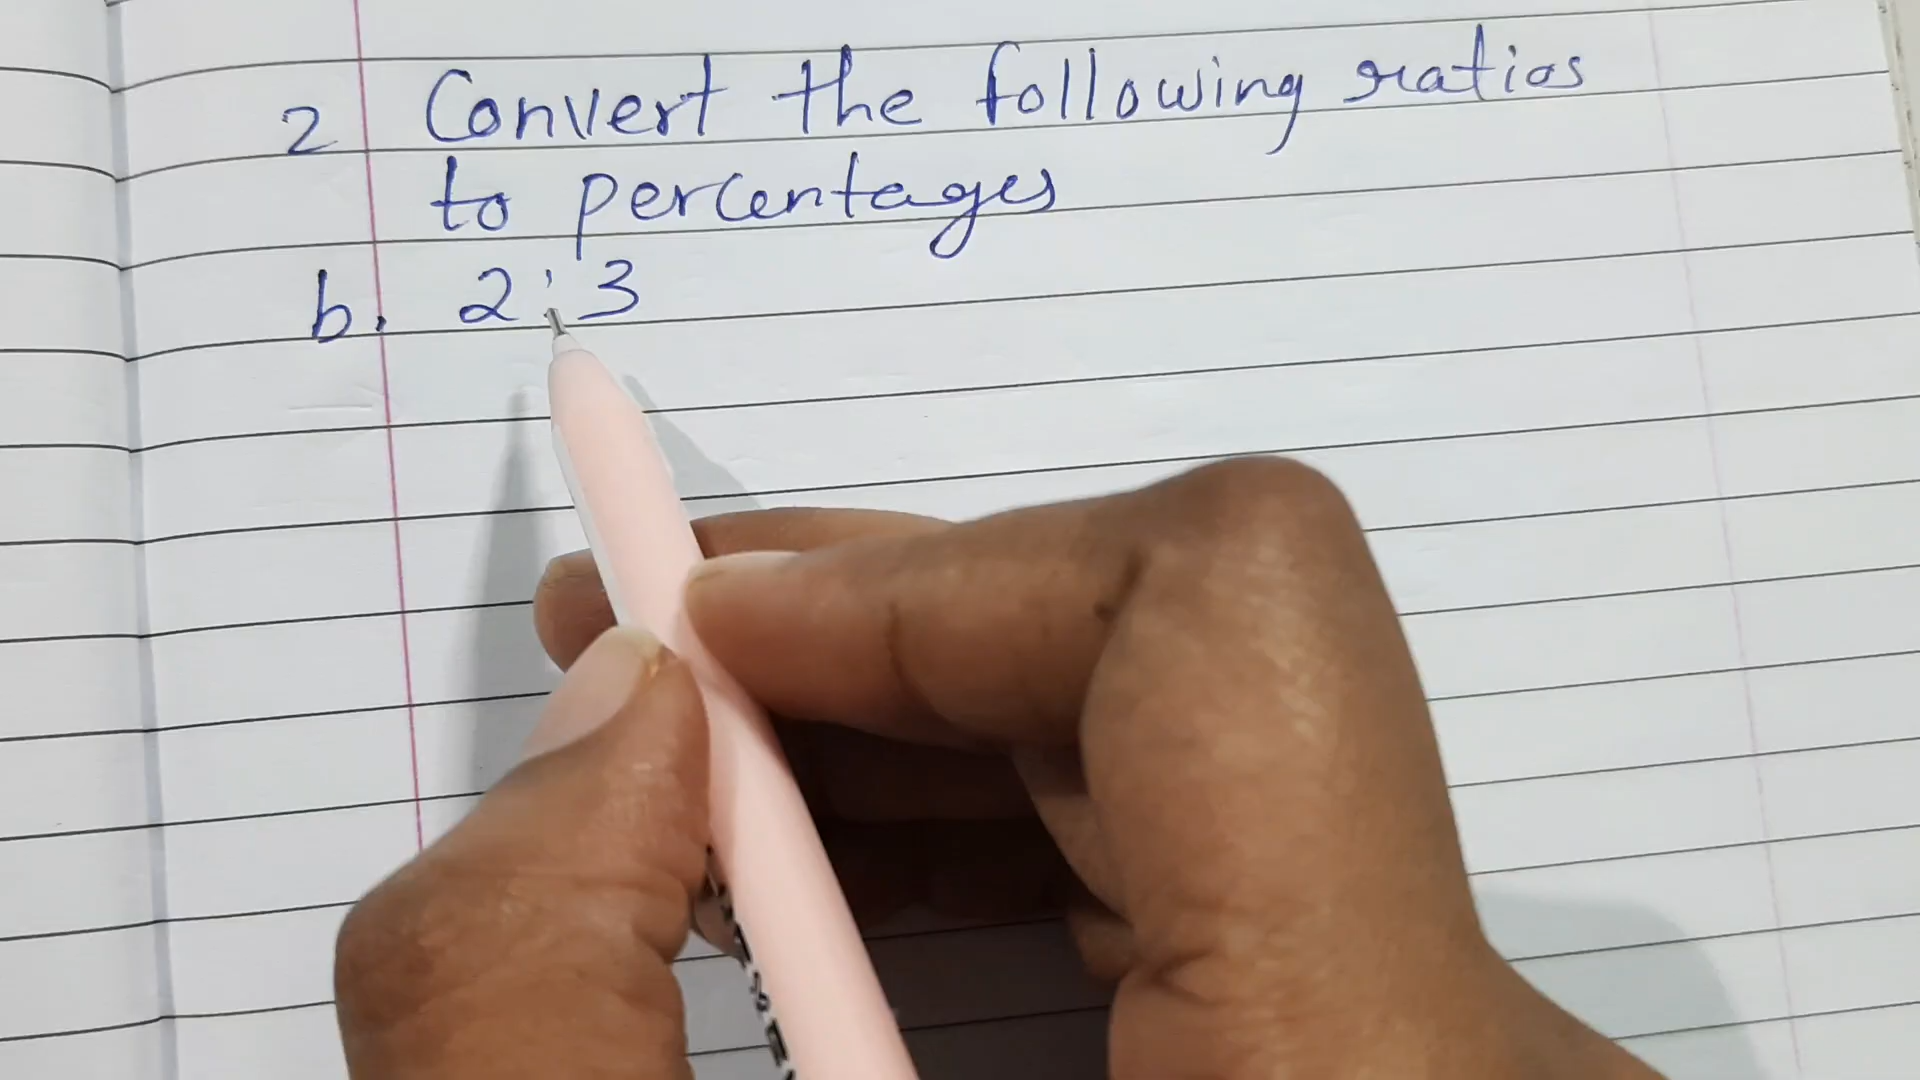 2 Convert the following ratios
to percentages
b. 2:3